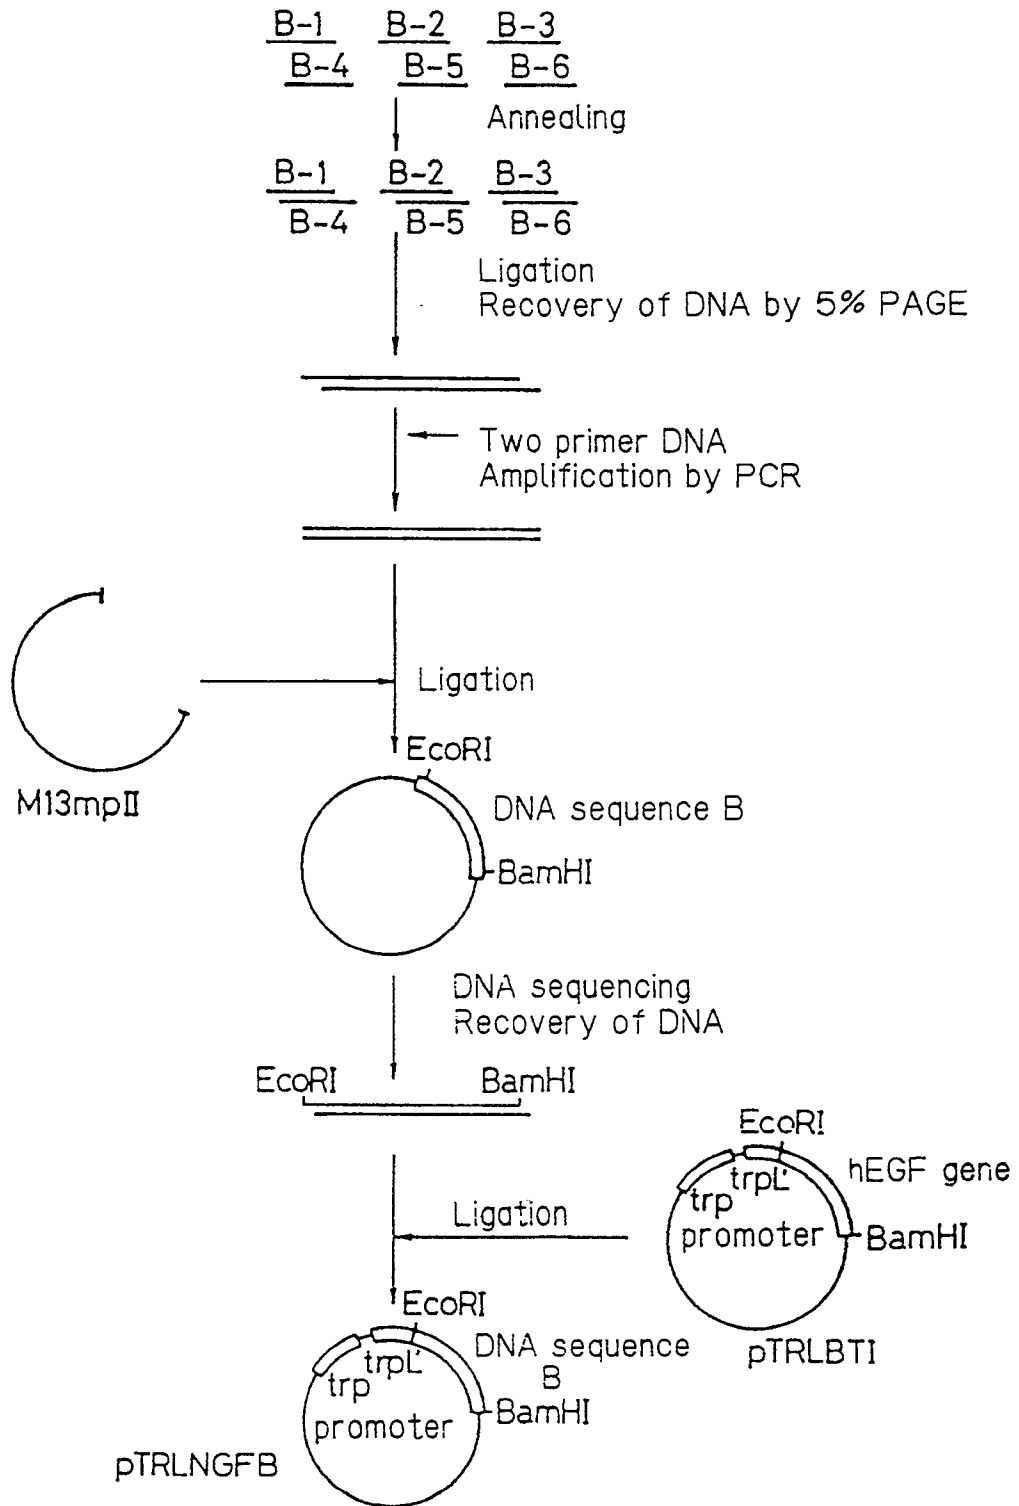 B-1 B-2 B-3
B-4 B-5 B-6
Annealing
B-1 B-2 B-3
B-4 B-5 B-6
Ligation
Recovery of DNA by 5% PAGE
Two primer DNA
Amplification by PCR
Ligation
M13mpII
EcoRI
DNA sequence B
BamHI
DNA sequencing
Recovery of DNA
EcoRI BamHI
EcoRI
hEGF gene
trpL'
trp
promoter
BamHI
Ligation
pTRLBTI
EcoRI
DNA sequence
B
trpL'
trp
promoter
BamHI
pTRLNGFB